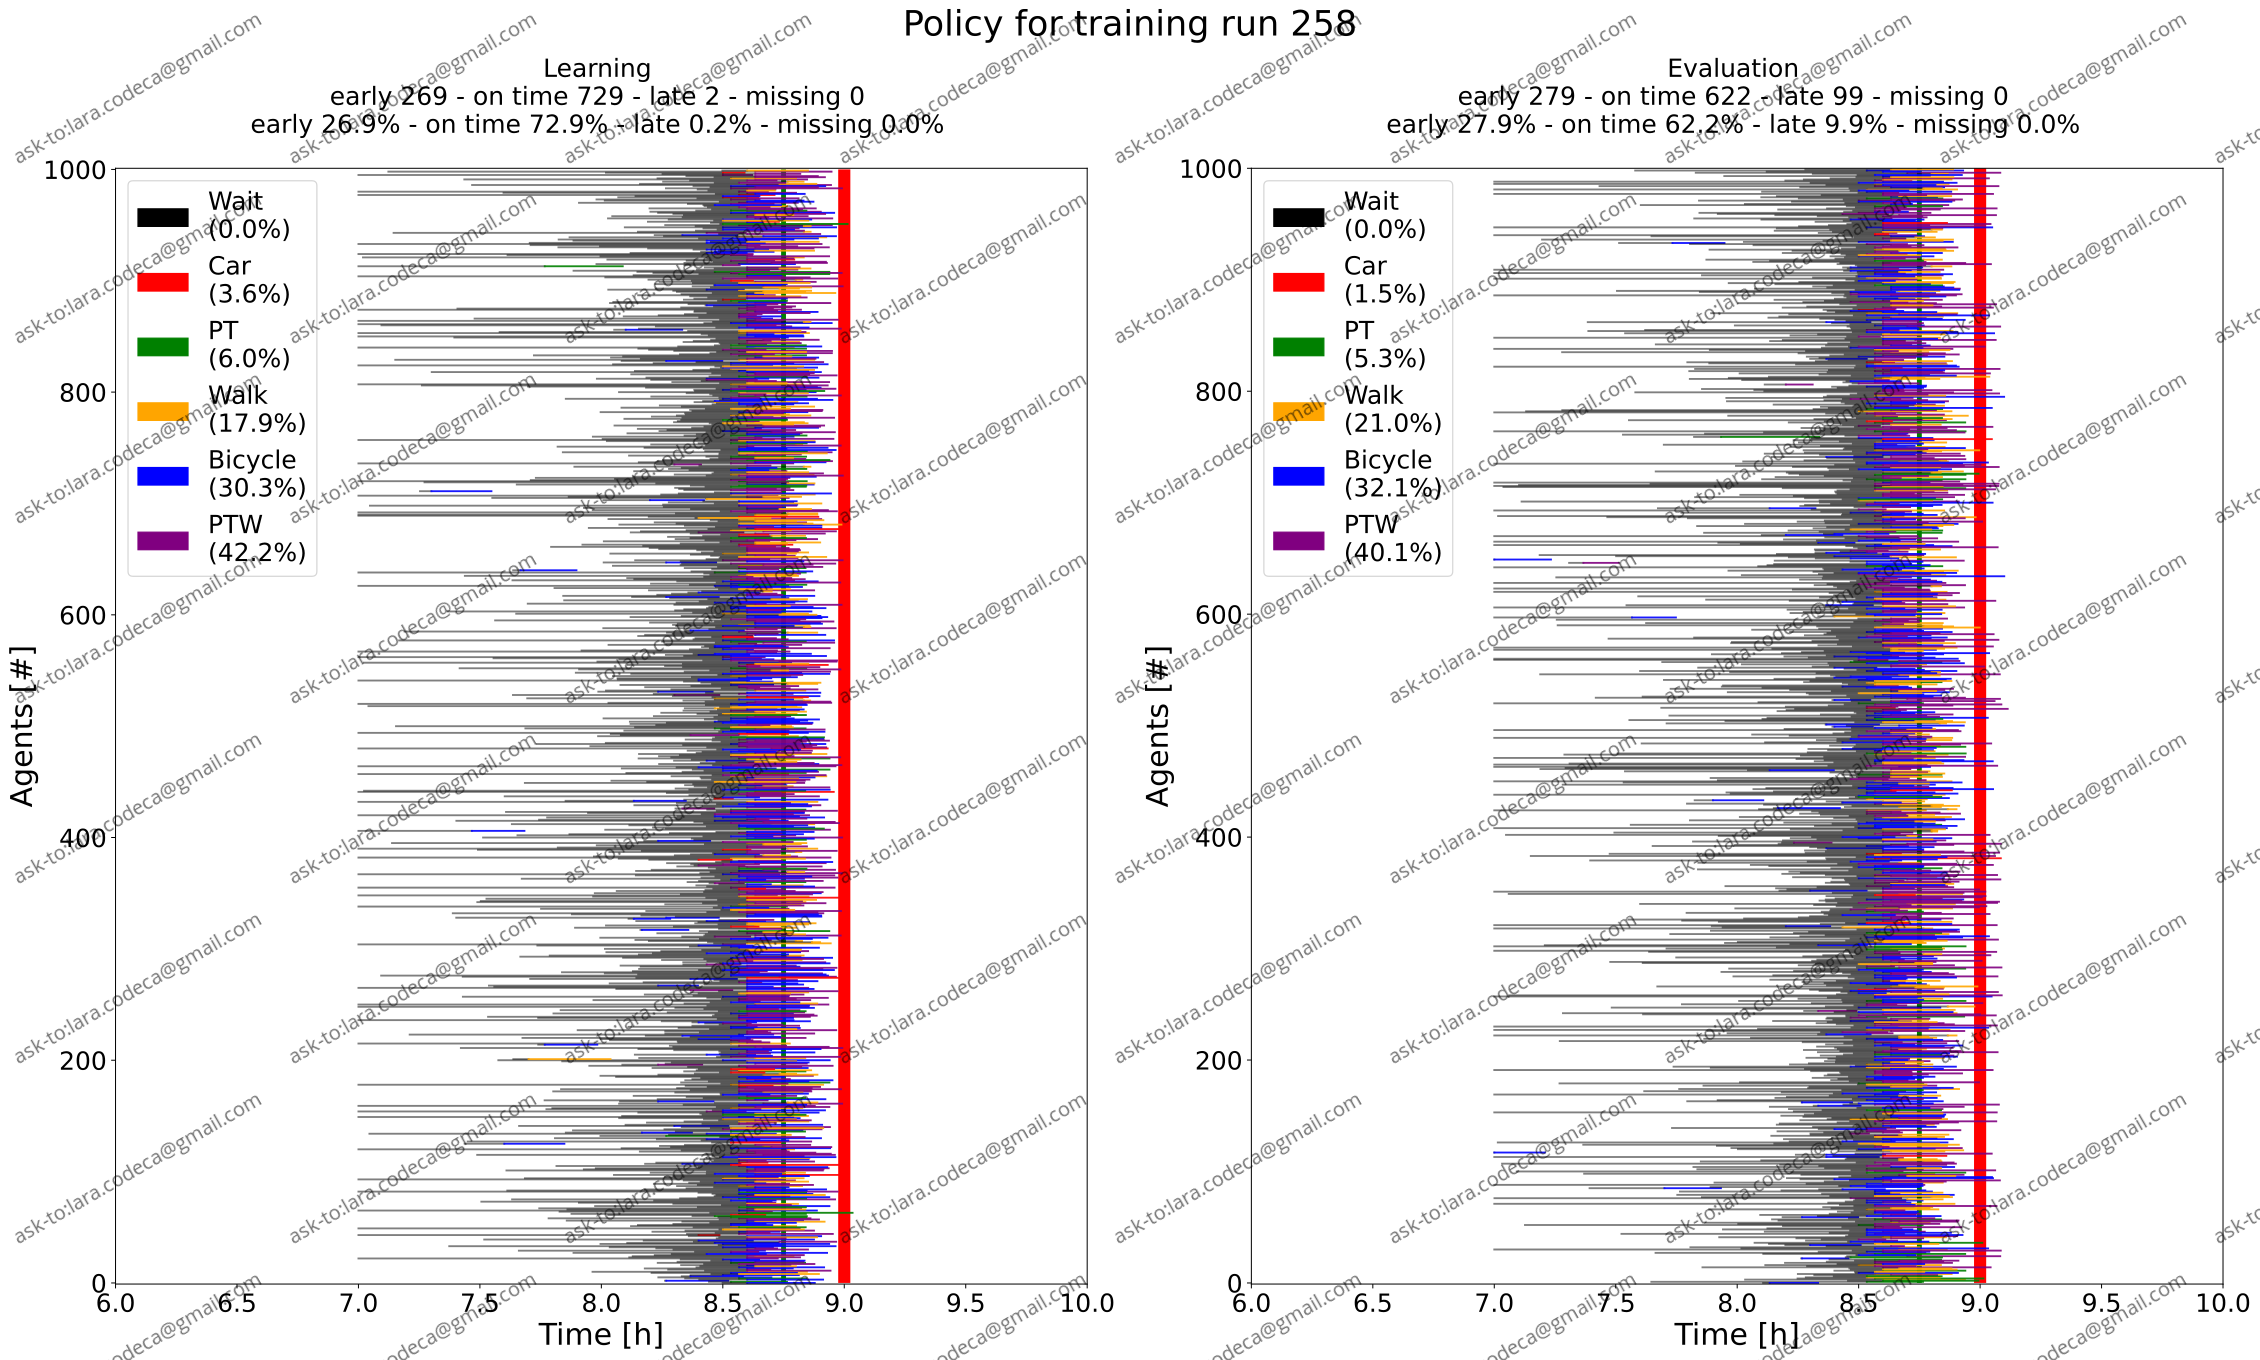 Policy for training run 258
Learning
early 269 - on time 729 - late 2 - missing 0
early 26.9% - on time 72.9% - late 0.2% - missing 0.0%
1000
800
600
400
200
0
Agents [#]
Wait
(0.0%)
Car
(3.6%)
PT
(6.0%)
Walk
(17.9%)
Bicycle
(30.3%)
PTW
(42.2%)
6.0 6.5 7.0 7.5 8.0 8.5 9.0 9.5 10.0
Time [h]
Evaluation
early 279 - on time 622 - late 99 - missing 0
early 27.9% - on time 62.2% - late 9.9% - missing 0.0%
1000
800
600
400
200
0
Agents [#]
Wait
(0.0%)
Car
(1.5%)
PT
(5.3%)
Walk
(21.0%)
Bicycle
(32.1%)
PTW
(40.1%)
6.0 6.5 7.0 7.5 8.0 8.5 9.0 9.5 10.0
Time [h]
ask-to:lara.codeca@gmail.com